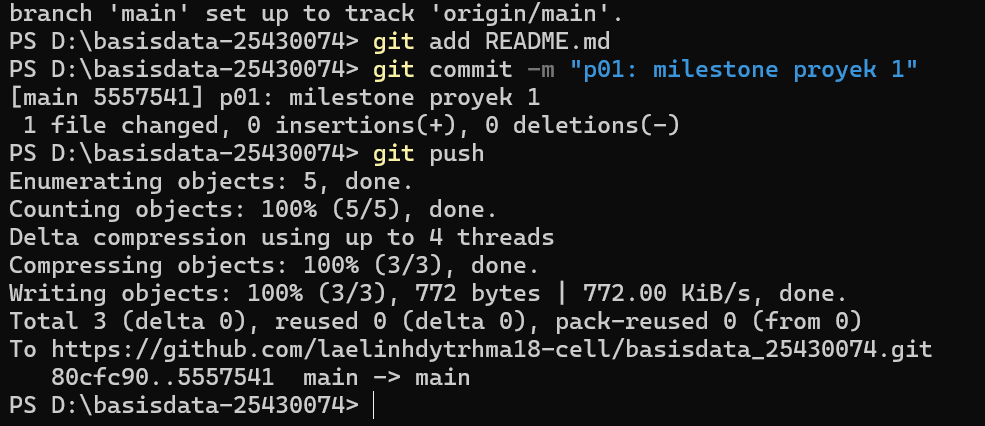 branch 'main' set up to track 'origin/main'.
PS D:\basisdata-25430074> git add README.md
PS D:\basisdata-25430074> git commit -m "p01: milestone proyek 1"
[main 5557541] p01: milestone proyek 1
 1 file changed, 0 insertions(+), 0 deletions(-)
PS D:\basisdata-25430074> git push
Enumerating objects: 5, done.
Counting objects: 100% (5/5), done.
Delta compression using up to 4 threads
Compressing objects: 100% (3/3), done.
Writing objects: 100% (3/3), 772 bytes | 772.00 KiB/s, done.
Total 3 (delta 0), reused 0 (delta 0), pack-reused 0 (from 0)
To https://github.com/laelinhdytrhma18-cell/basisdata_25430074.git
   80cfc90..5557541  main -> main
PS D:\basisdata-25430074>